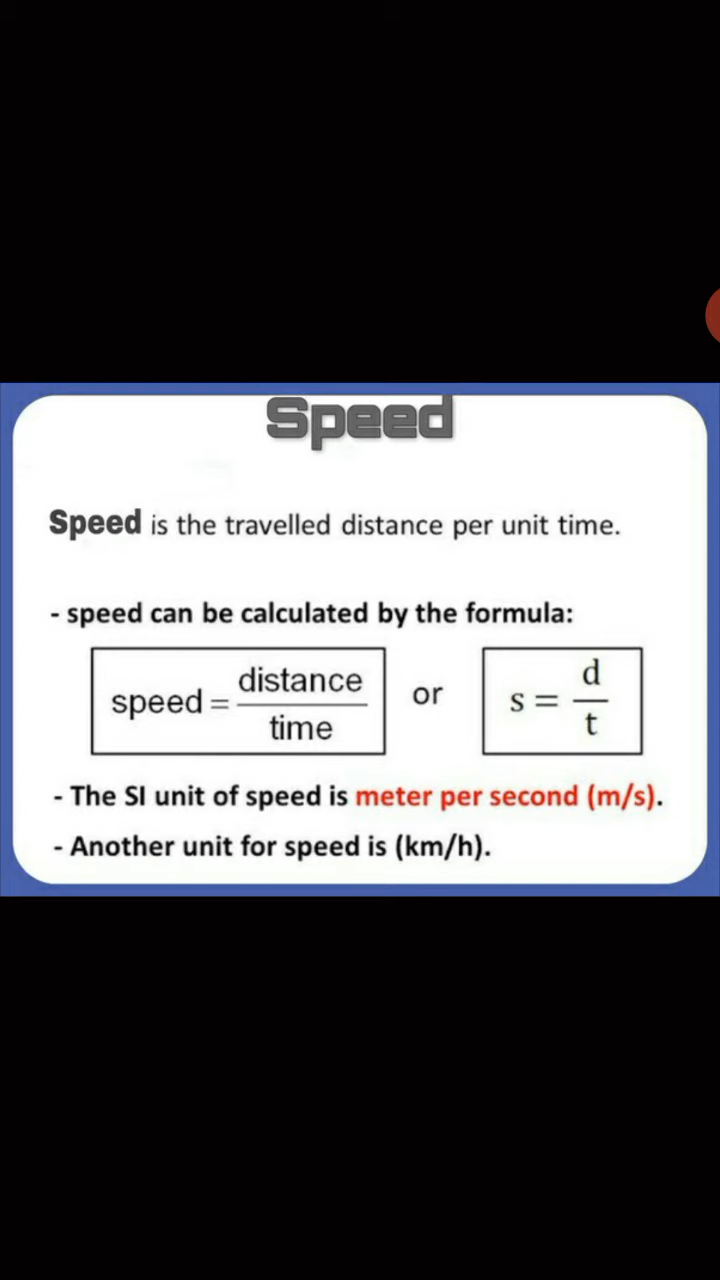 Speed
Speed is the travelled distance per unit time.
- speed can be calculated by the formula:
speed = distance / time or s = d / t
- The SI unit of speed is meter per second (m/s).
- Another unit for speed is (km/h).